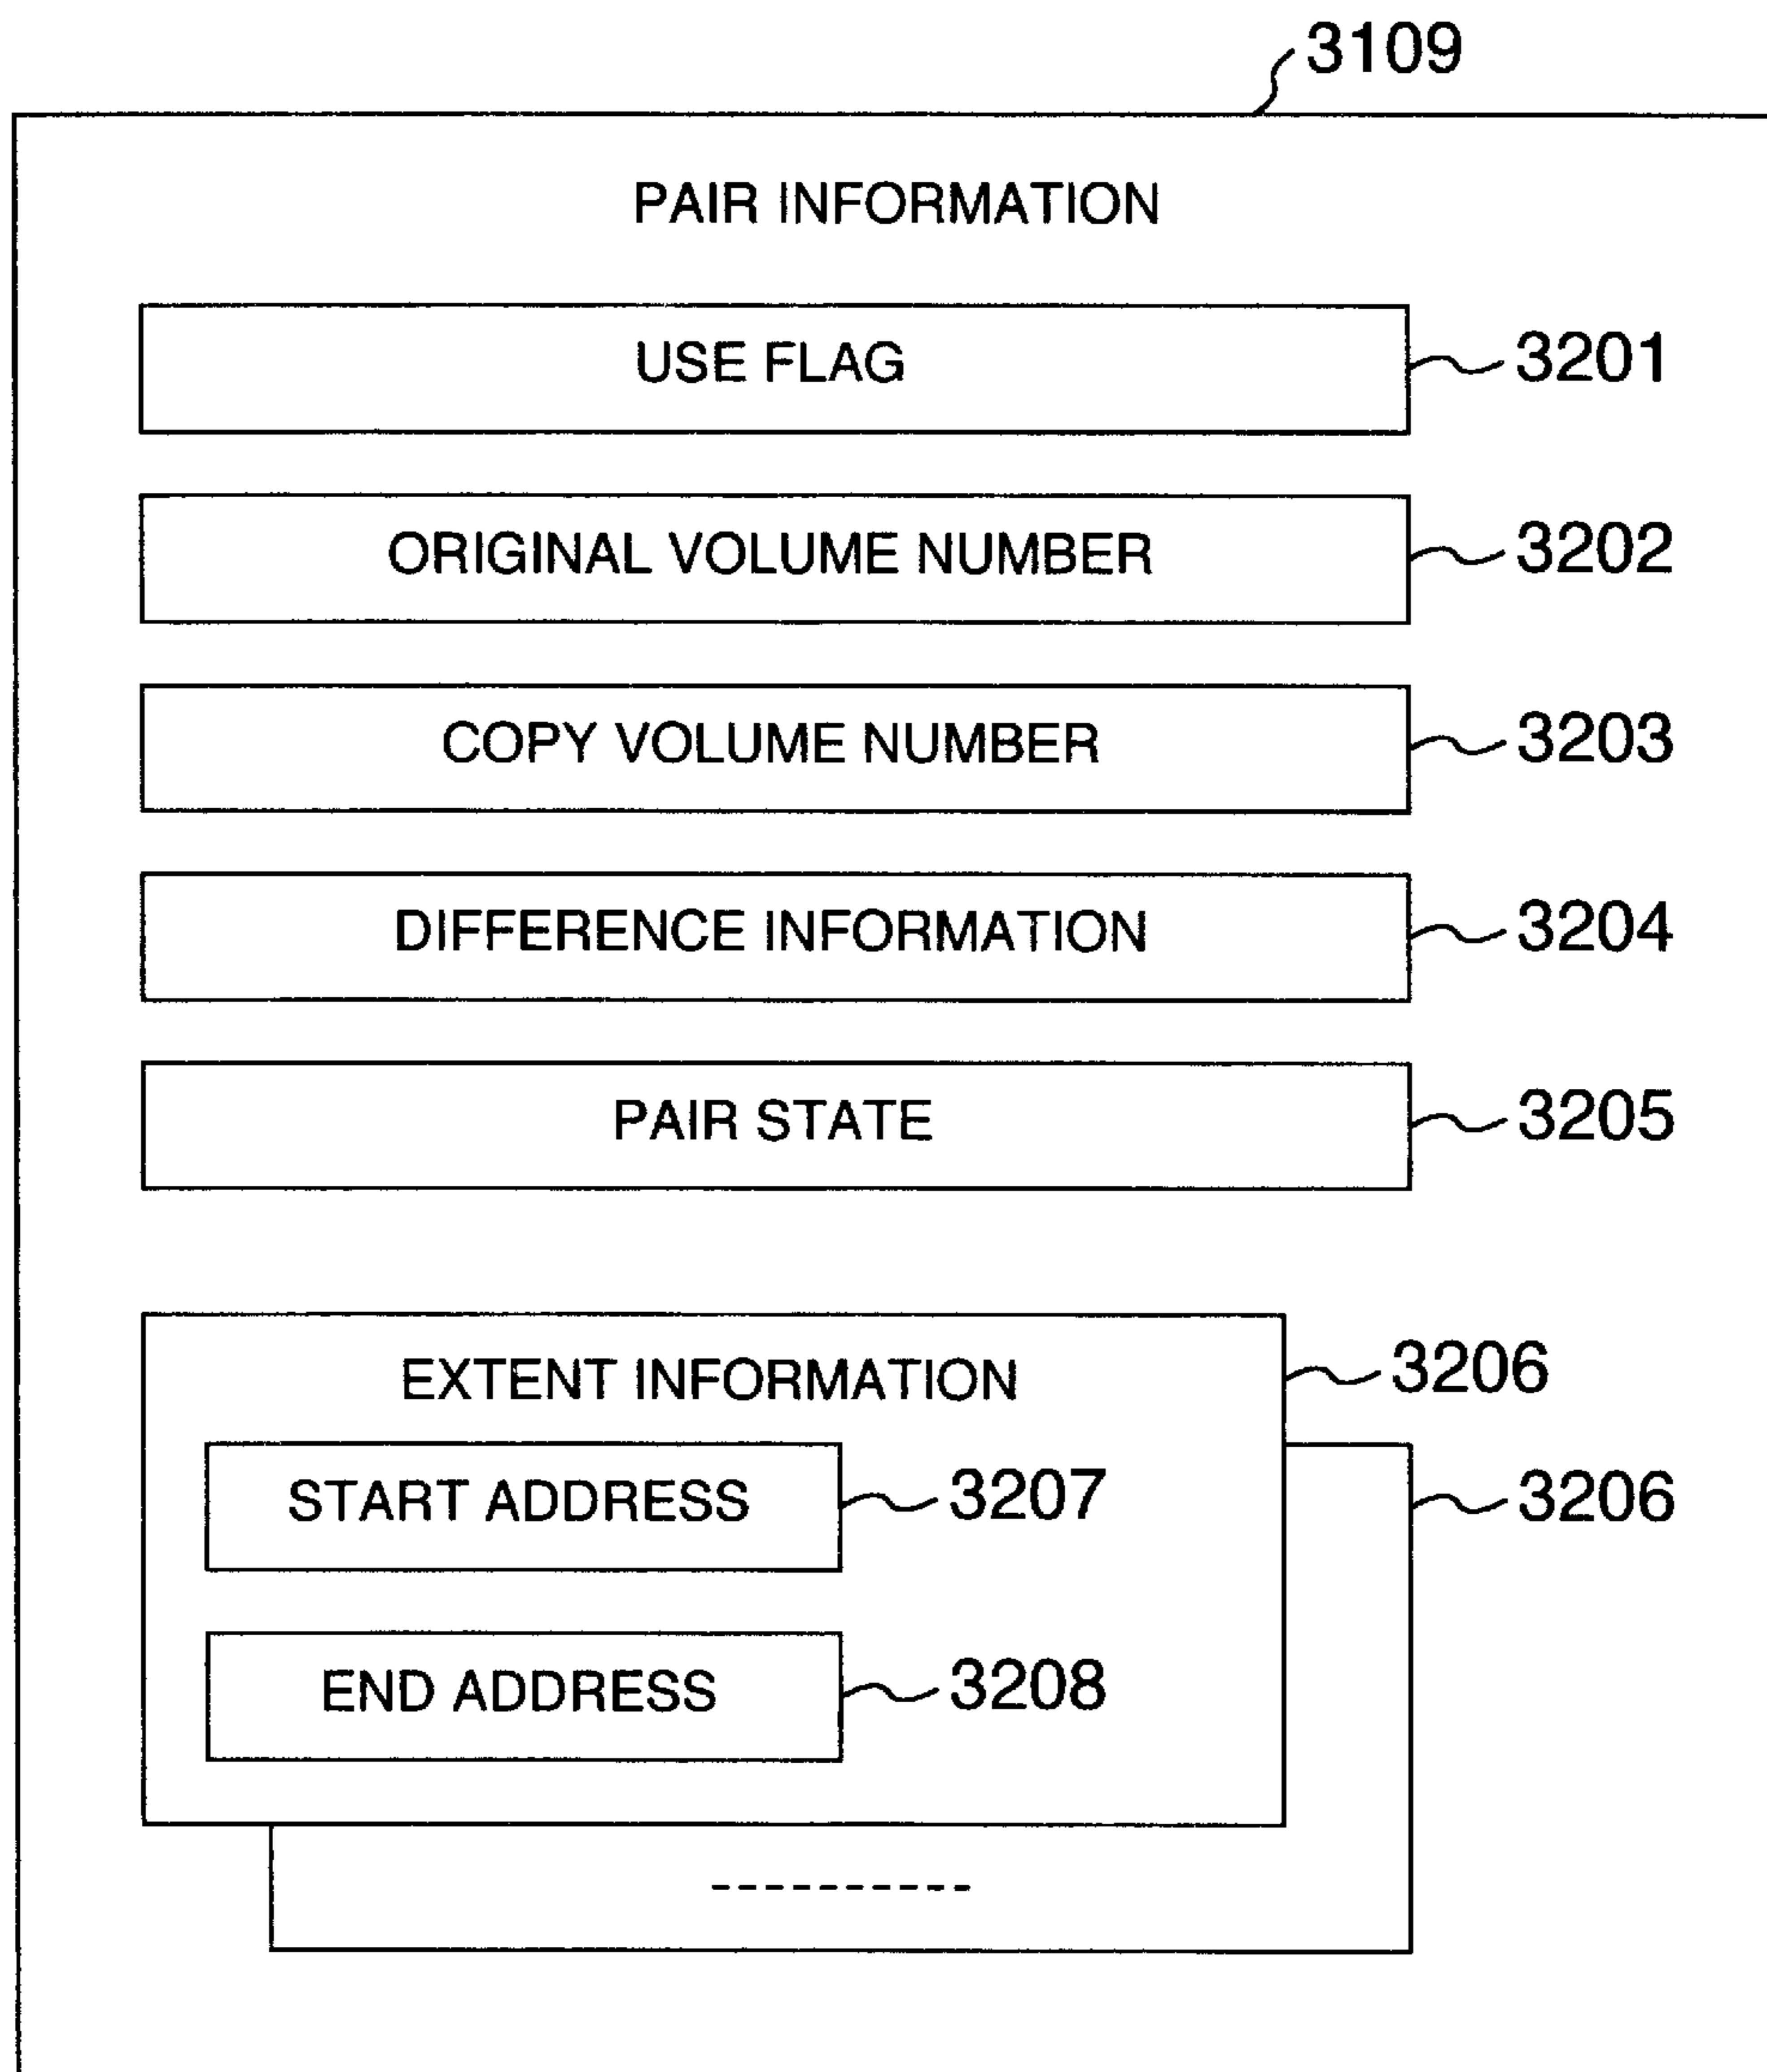 3109
PAIR INFORMATION
USE FLAG 3201
ORIGINAL VOLUME NUMBER 3202
COPY VOLUME NUMBER 3203
DIFFERENCE INFORMATION 3204
PAIR STATE 3205
EXTENT INFORMATION 3206
START ADDRESS 3207 3206
END ADDRESS 3208